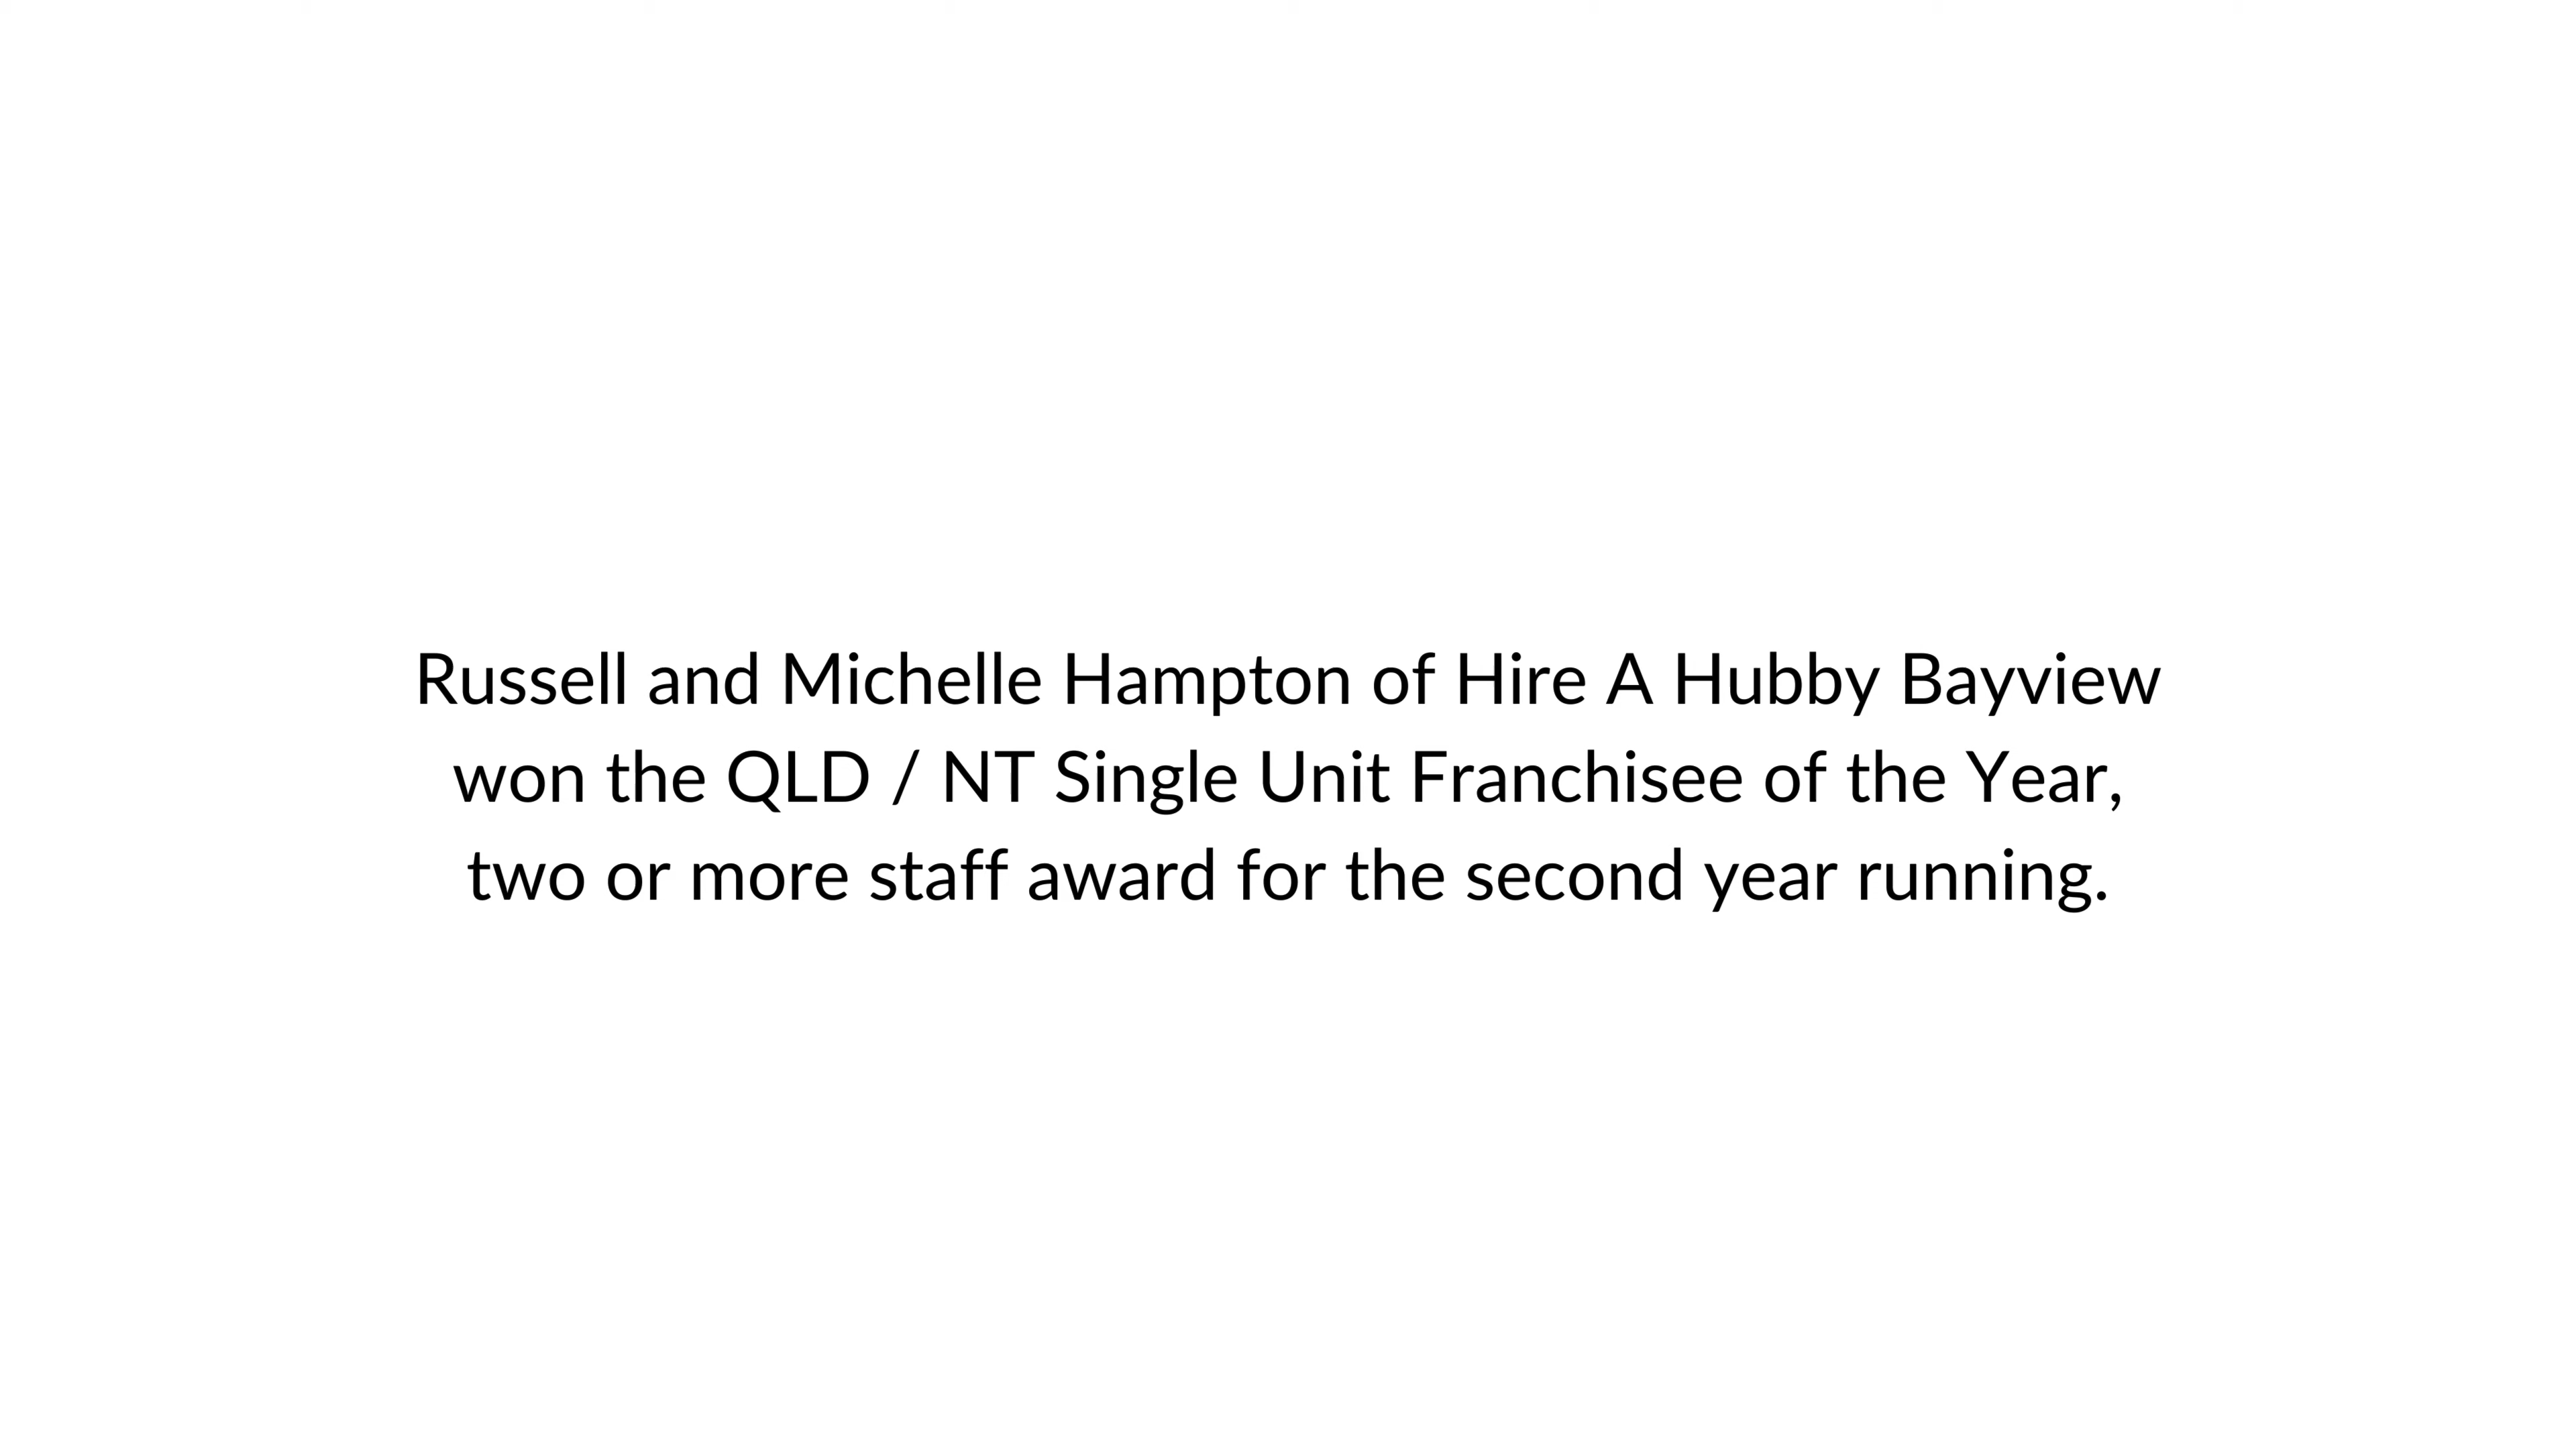 Russell and Michelle Hampton of Hire A Hubby Bayview
won the QLD / NT Single Unit Franchisee of the Year,
two or more staff award for the second year running.